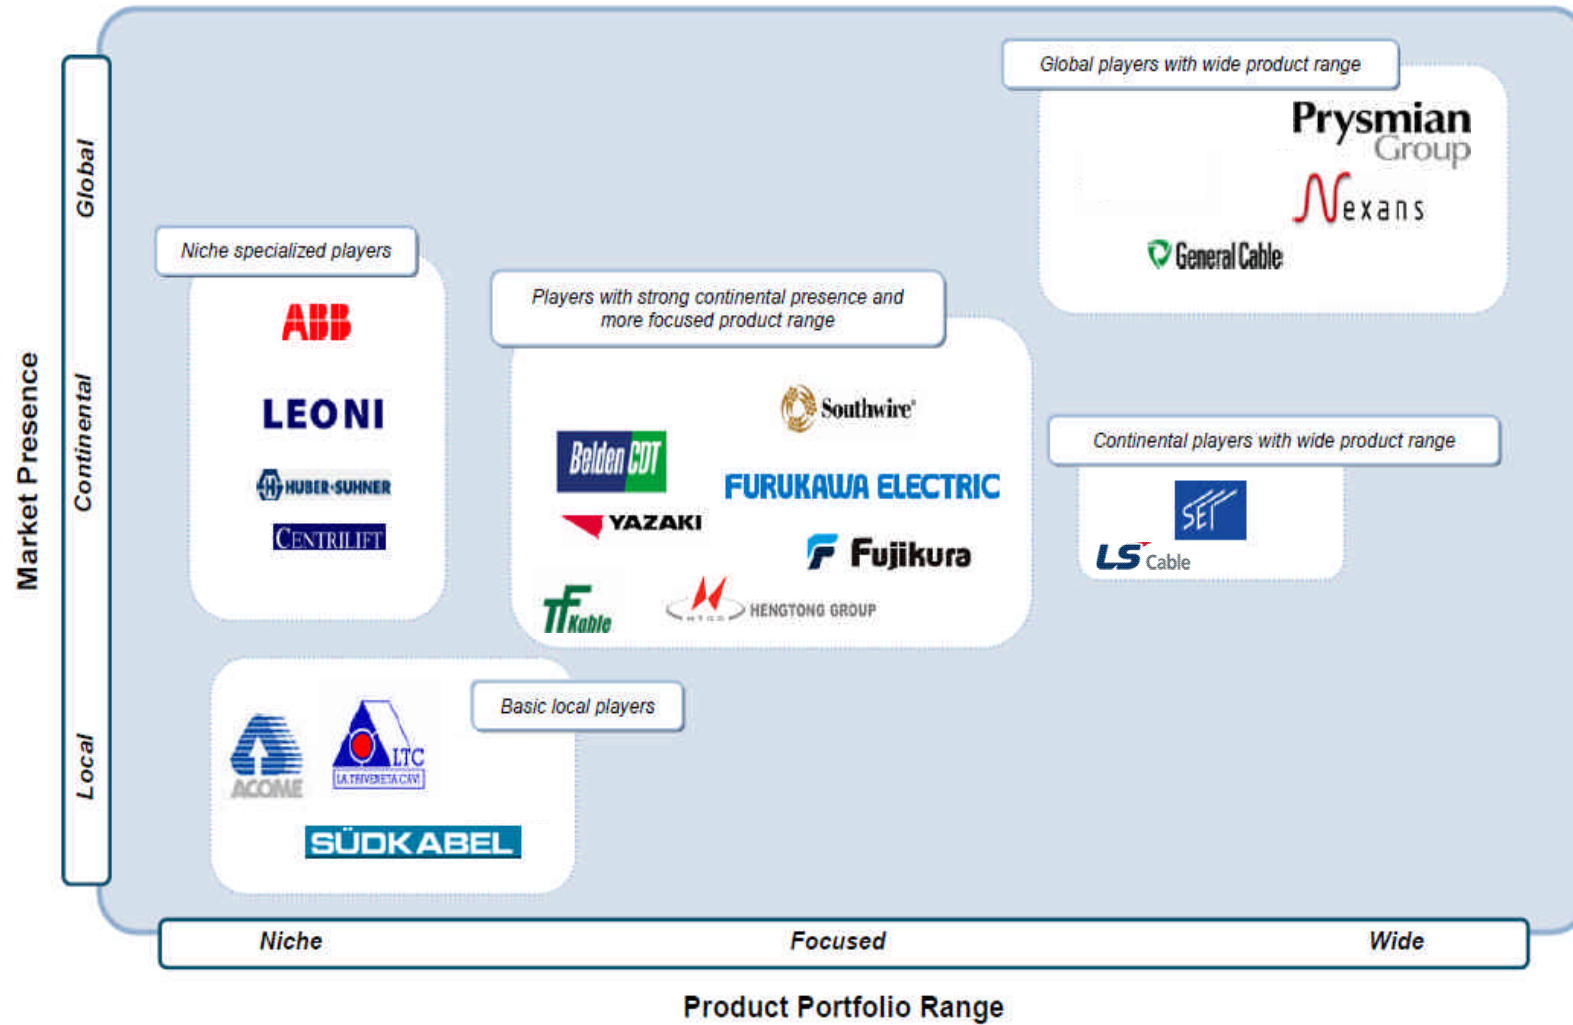 Global players with wide product range
Prysmian
Group
Nexans
General Cable
Niche specialized players
ABB
LEONI
HUBER+SUHNER
CENTRILIFT
Players with strong continental presence and
more focused product range
Southwire®
Belden CDT
FURUKAWA ELECTRIC
YAZAKI
Fujikura
TF
Kable
HTGD
HENGTONG GROUP
Continental players with wide product range
SEI
LS Cable
Basic local players
ACOME
LTC
LA TRIVENETA CAVI
SÜDKABEL
Market Presence
Global
Continental
Local
Niche
Focused
Wide
Product Portfolio Range